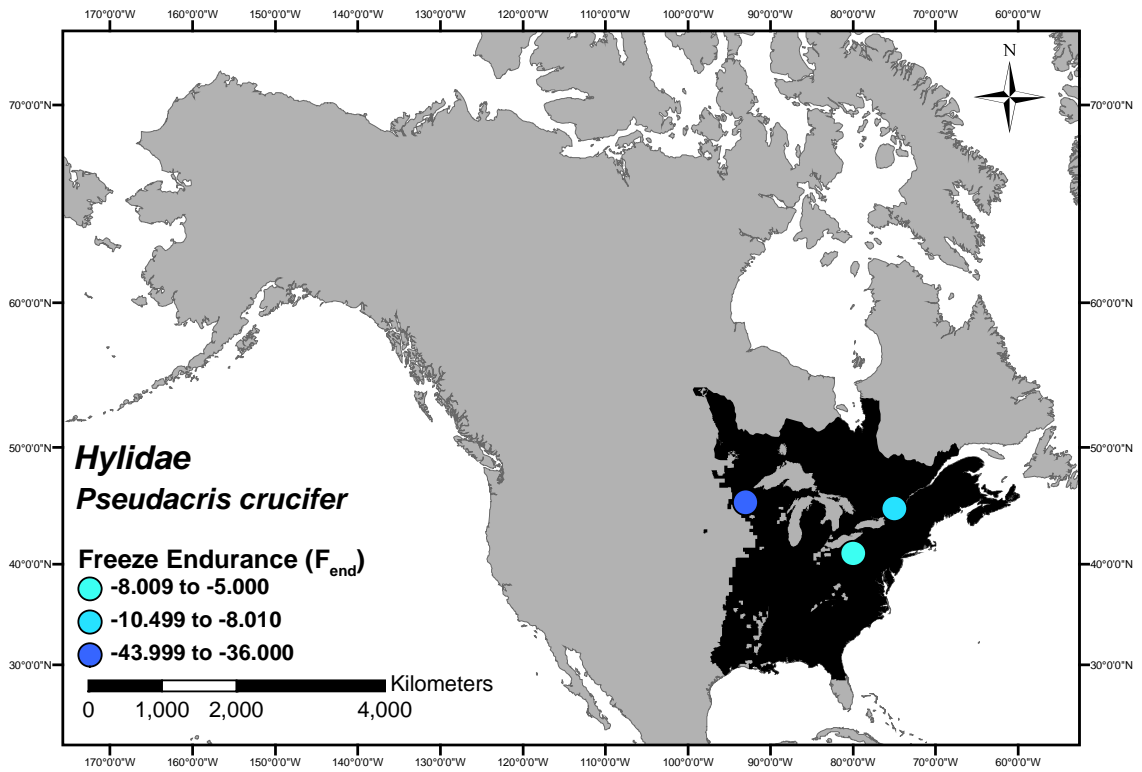 170°0'0"W 160°0'0"W 150°0'0"W 140°0'0"W 130°0'0"W 120°0'0"W 110°0'0"W 100°0'0"W 90°0'0"W 80°0'0"W 70°0'0"W 60°0'0"W
N
70°0'0"N 70°0'0"N
60°0'0"N 60°0'0"N
50°0'0"N 50°0'0"N
Hylidae
Pseudacris crucifer
Freeze Endurance (Fend)
40°0'0"N 40°0'0"N
-8.009 to -5.000
-10.499 to -8.010
-43.999 to -36.000
30°0'0"N 30°0'0"N
Kilometers
0 1,000 2,000 4,000
170°0'0"W 160°0'0"W 150°0'0"W 140°0'0"W 130°0'0"W 120°0'0"W 110°0'0"W 100°0'0"W 90°0'0"W 80°0'0"W 70°0'0"W 60°0'0"W